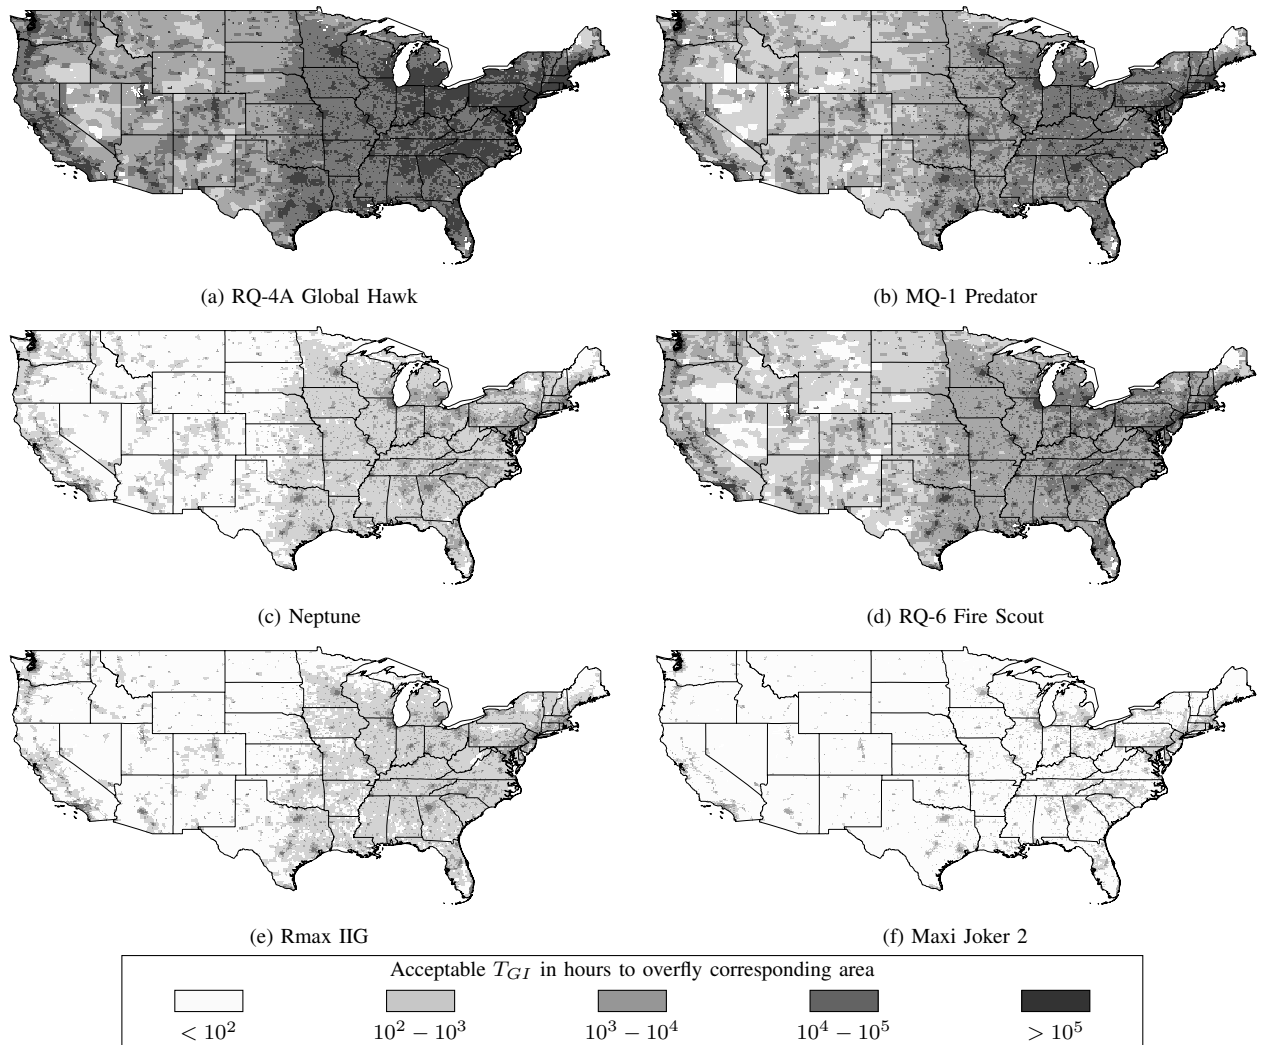 (a) RQ-4A Global Hawk
(b) MQ-1 Predator
(c) Neptune
(d) RQ-6 Fire Scout
(e) Rmax IIG
(f) Maxi Joker 2
Acceptable $T_{GI}$ in hours to overfly corresponding area
$< 10^2$
$10^2 - 10^3$
$10^3 - 10^4$
$10^4 - 10^5$
$> 10^5$